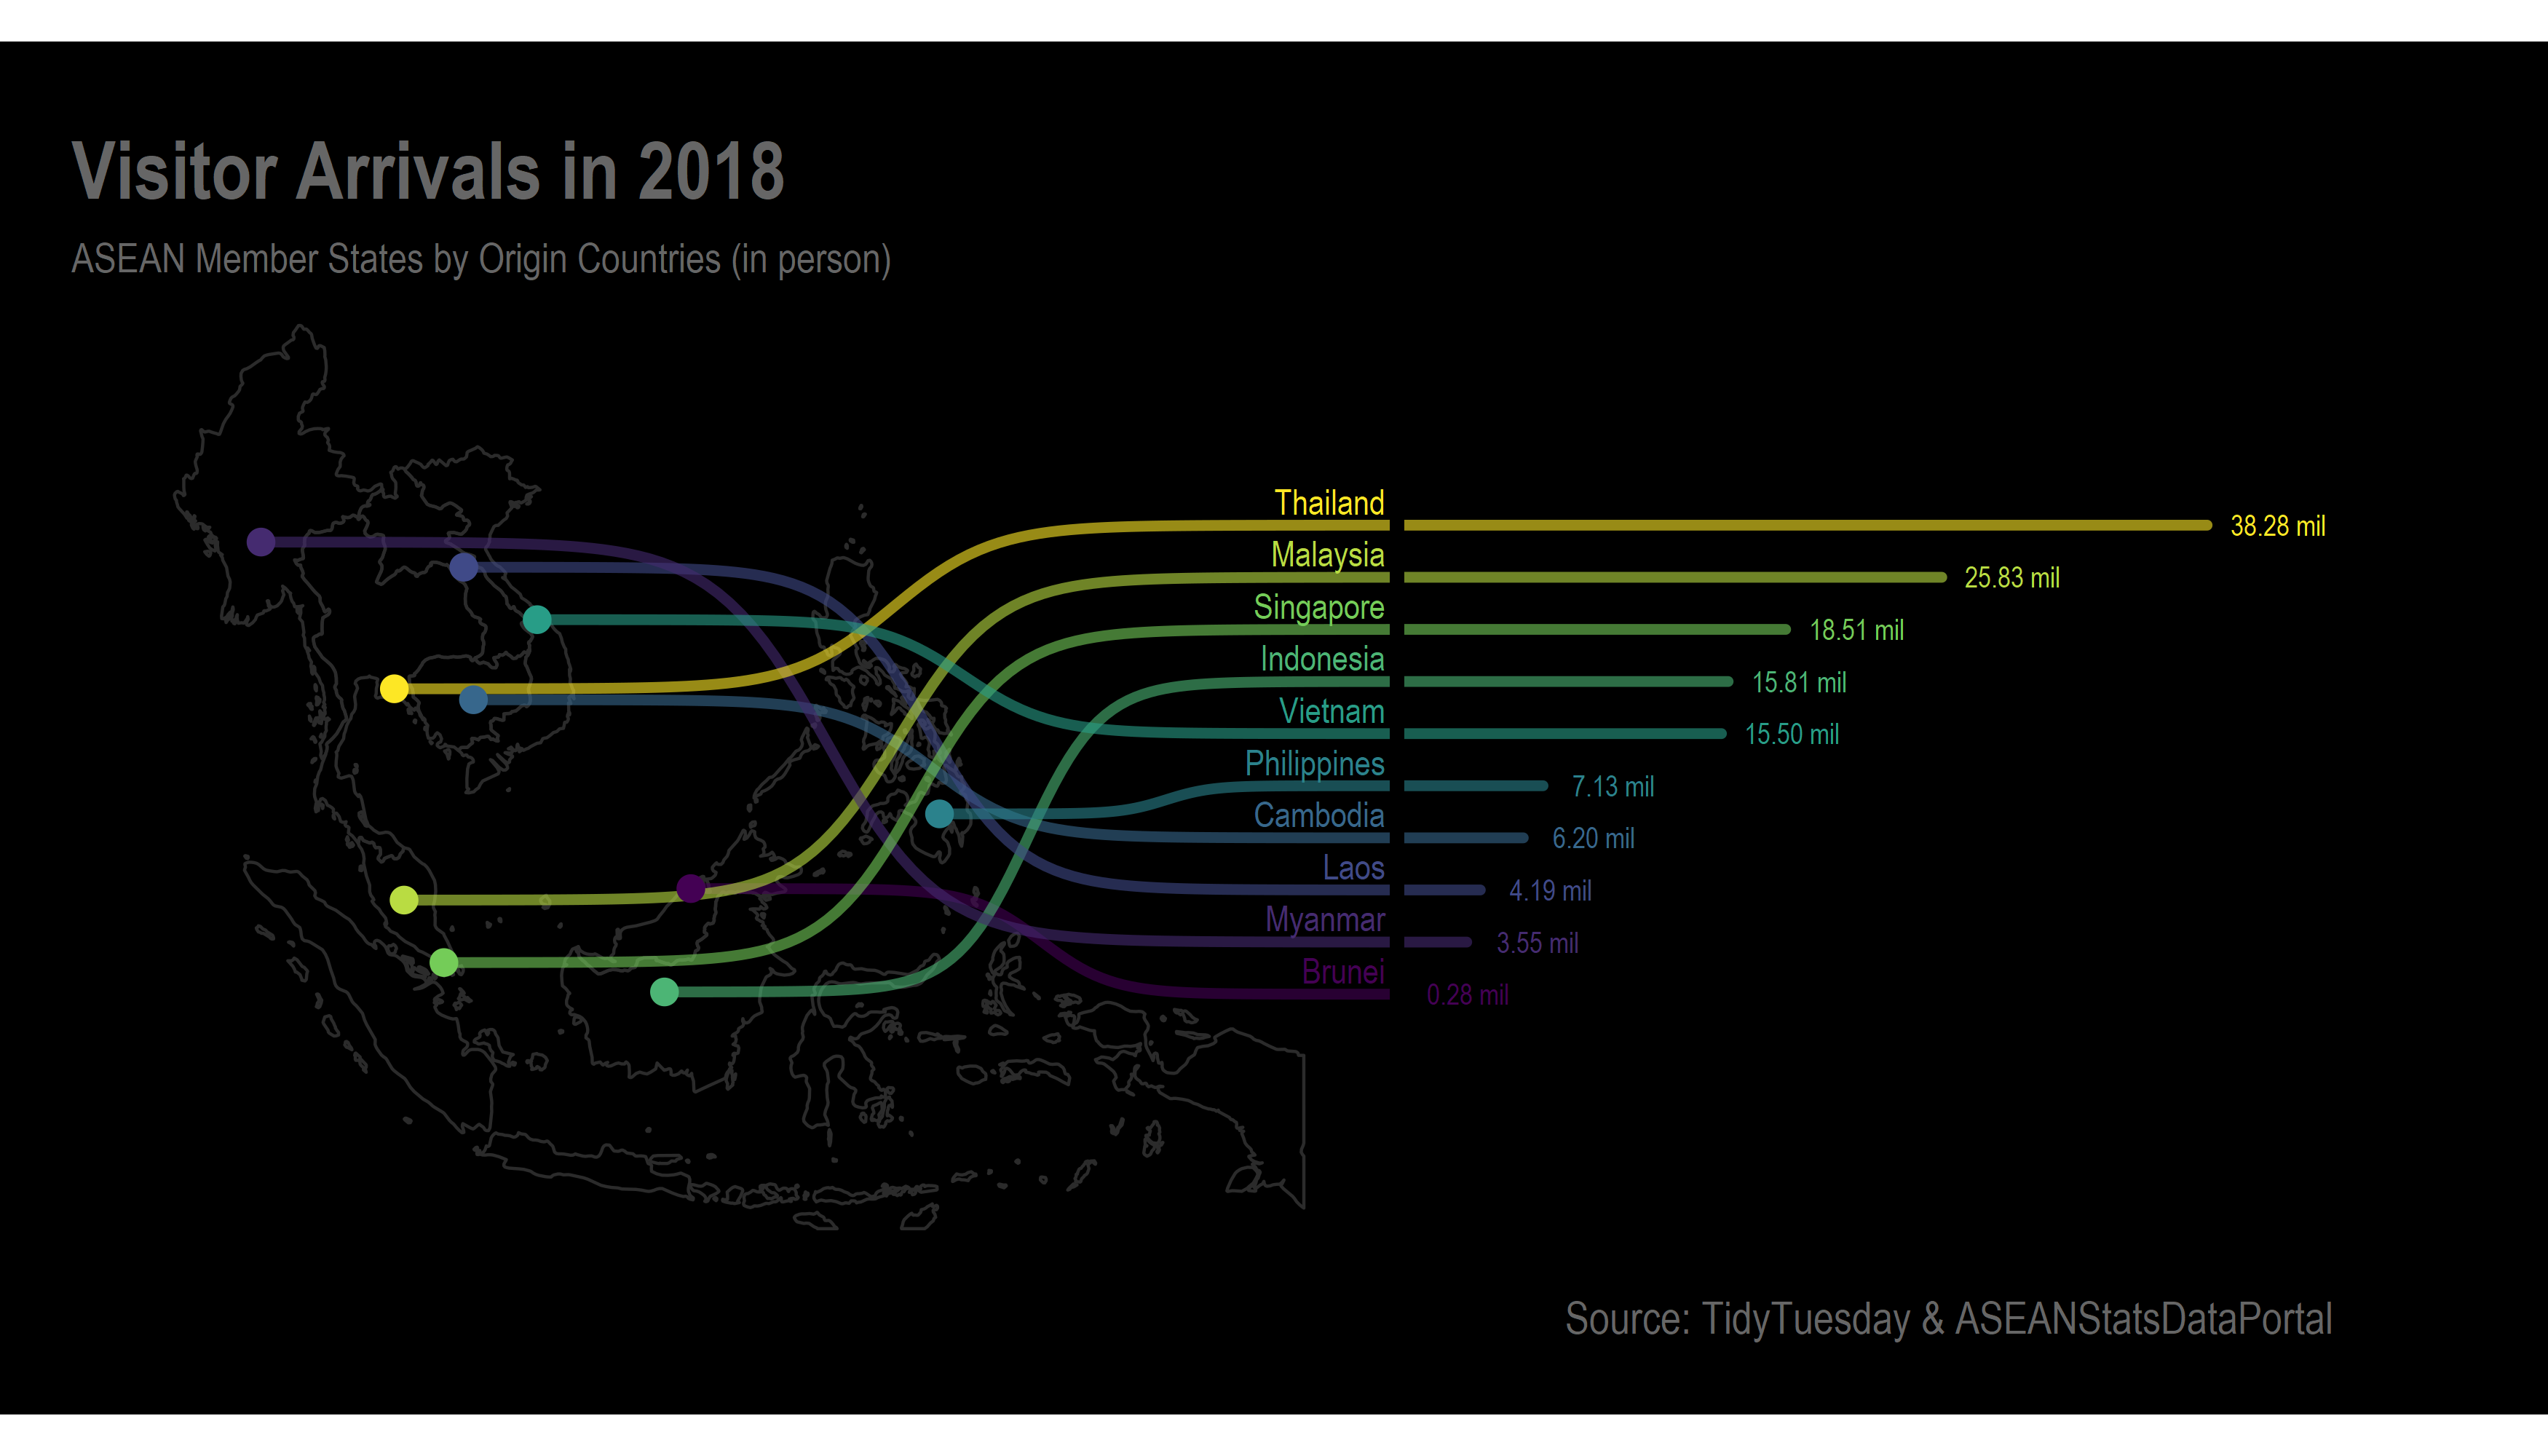 Visitor Arrivals in 2018
ASEAN Member States by Origin Countries (in person)
Thailand 38.28 mil
Malaysia 25.83 mil
Singapore 18.51 mil
Indonesia 15.81 mil
Vietnam 15.50 mil
Philippines 7.13 mil
Cambodia 6.20 mil
Laos 4.19 mil
Myanmar 3.55 mil
Brunei 0.28 mil
Source: TidyTuesday & ASEANStatsDataPortal